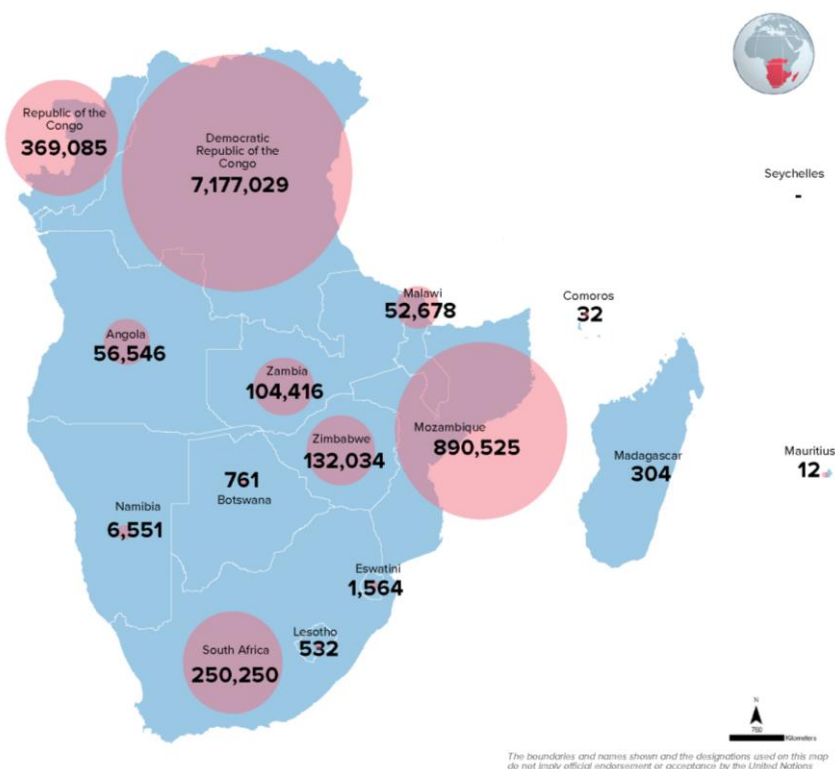 Republic of the
Congo
369,085
Democratic
Republic of the
Congo
7,177,029
Seychelles
-
Malawi
52,678
Comoros
32
Angola
56,546
Zambia
104,416
Mozambique
890,525
Zimbabwe
132,034
Madagascar
304
Mauritius
12
761
Botswana
Namibia
6,551
Eswatini
1,564
Lesotho
532
South Africa
250,250
N
750
Kilometers
The boundaries and names shown and the designations used on this map
do not imply official endorsement or acceptance by the United Nations